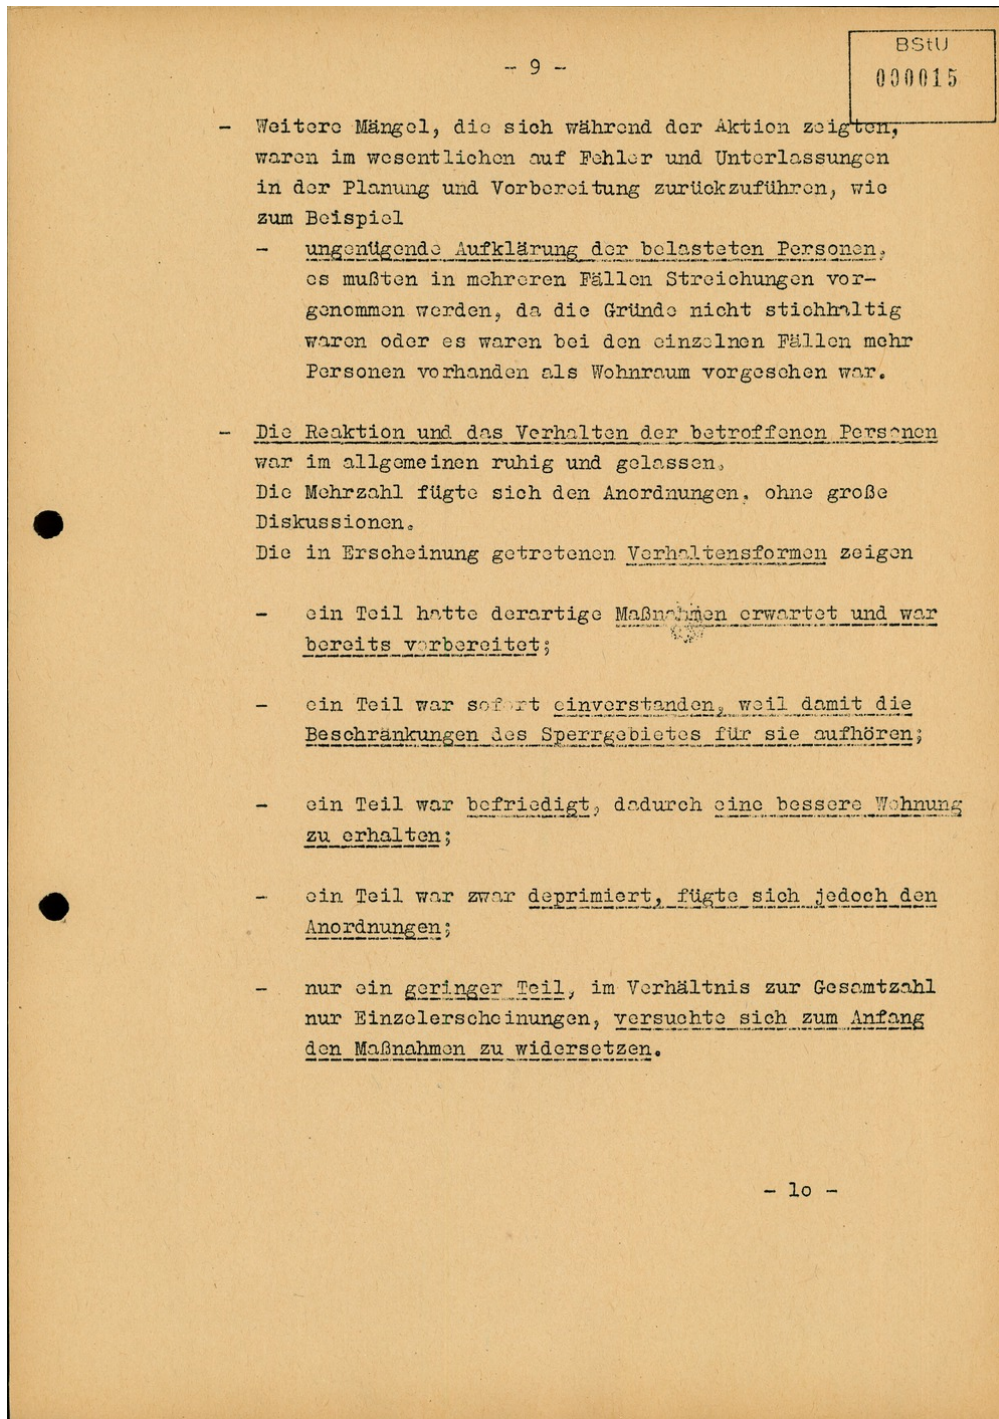 BStU
000015
- 9 -
- Weitere Mängel, die sich während der Aktion zeigten,
waren im wesentlichen auf Fehler und Unterlassungen
in der Planung und Vorbereitung zurückzuführen, wie
zum Beispiel
- ungenügende Aufklärung der belasteten Personen,
es mußten in mehreren Fällen Streichungen vor-
genommen werden, da die Gründe nicht stichhaltig
waren oder es waren bei den einzelnen Fällen mehr
Personen vorhanden als Wohnraum vorgesehen war.
- Die Reaktion und das Verhalten der betroffenen Personen
war im allgemeinen ruhig und gelassen.
Die Mehrzahl fügte sich den Anordnungen, ohne große
Diskussionen.
Die in Erscheinung getretenen Verhaltensformen zeigen
- ein Teil hatte derartige Maßnahmen erwartet und war
bereits vorbereitet;
- ein Teil war sofort einverstanden, weil damit die
Beschränkungen des Sperrgebietes für sie aufhören;
- ein Teil war befriedigt, dadurch eine bessere Wohnung
zu erhalten;
- ein Teil war zwar deprimiert, fügte sich jedoch den
Anordnungen;
- nur ein geringer Teil, im Verhältnis zur Gesamtzahl
nur Einzelerscheinungen, versuchte sich zum Anfang
den Maßnahmen zu widersetzen.
- lo -